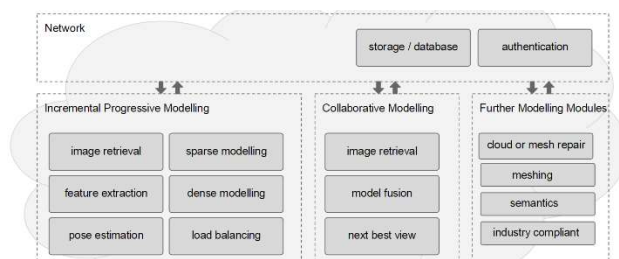 Network
storage / database
authentication
Incremental Progressive Modelling
Collaborative Modelling
Further Modelling Modules
image retrieval
sparse modelling
feature extraction
dense modelling
pose estimation
load balancing
image retrieval
model fusion
next best view
cloud or mesh repair
meshing
semantics
industry compliant